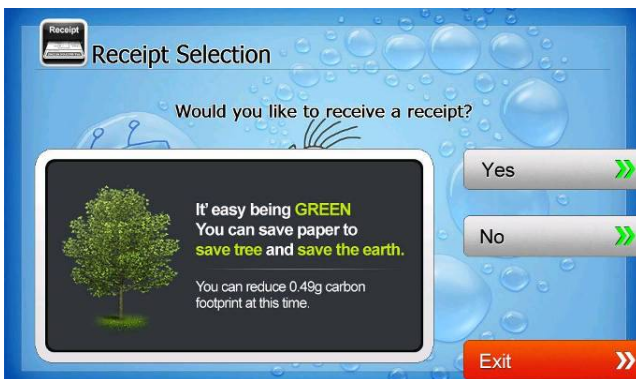 Receipt
Receipt Selection
Would you like to receive a receipt?
It' easy being GREEN
You can save paper to
save tree and save the earth.
You can reduce 0.49g carbon
footprint at this time.
Yes
No
Exit